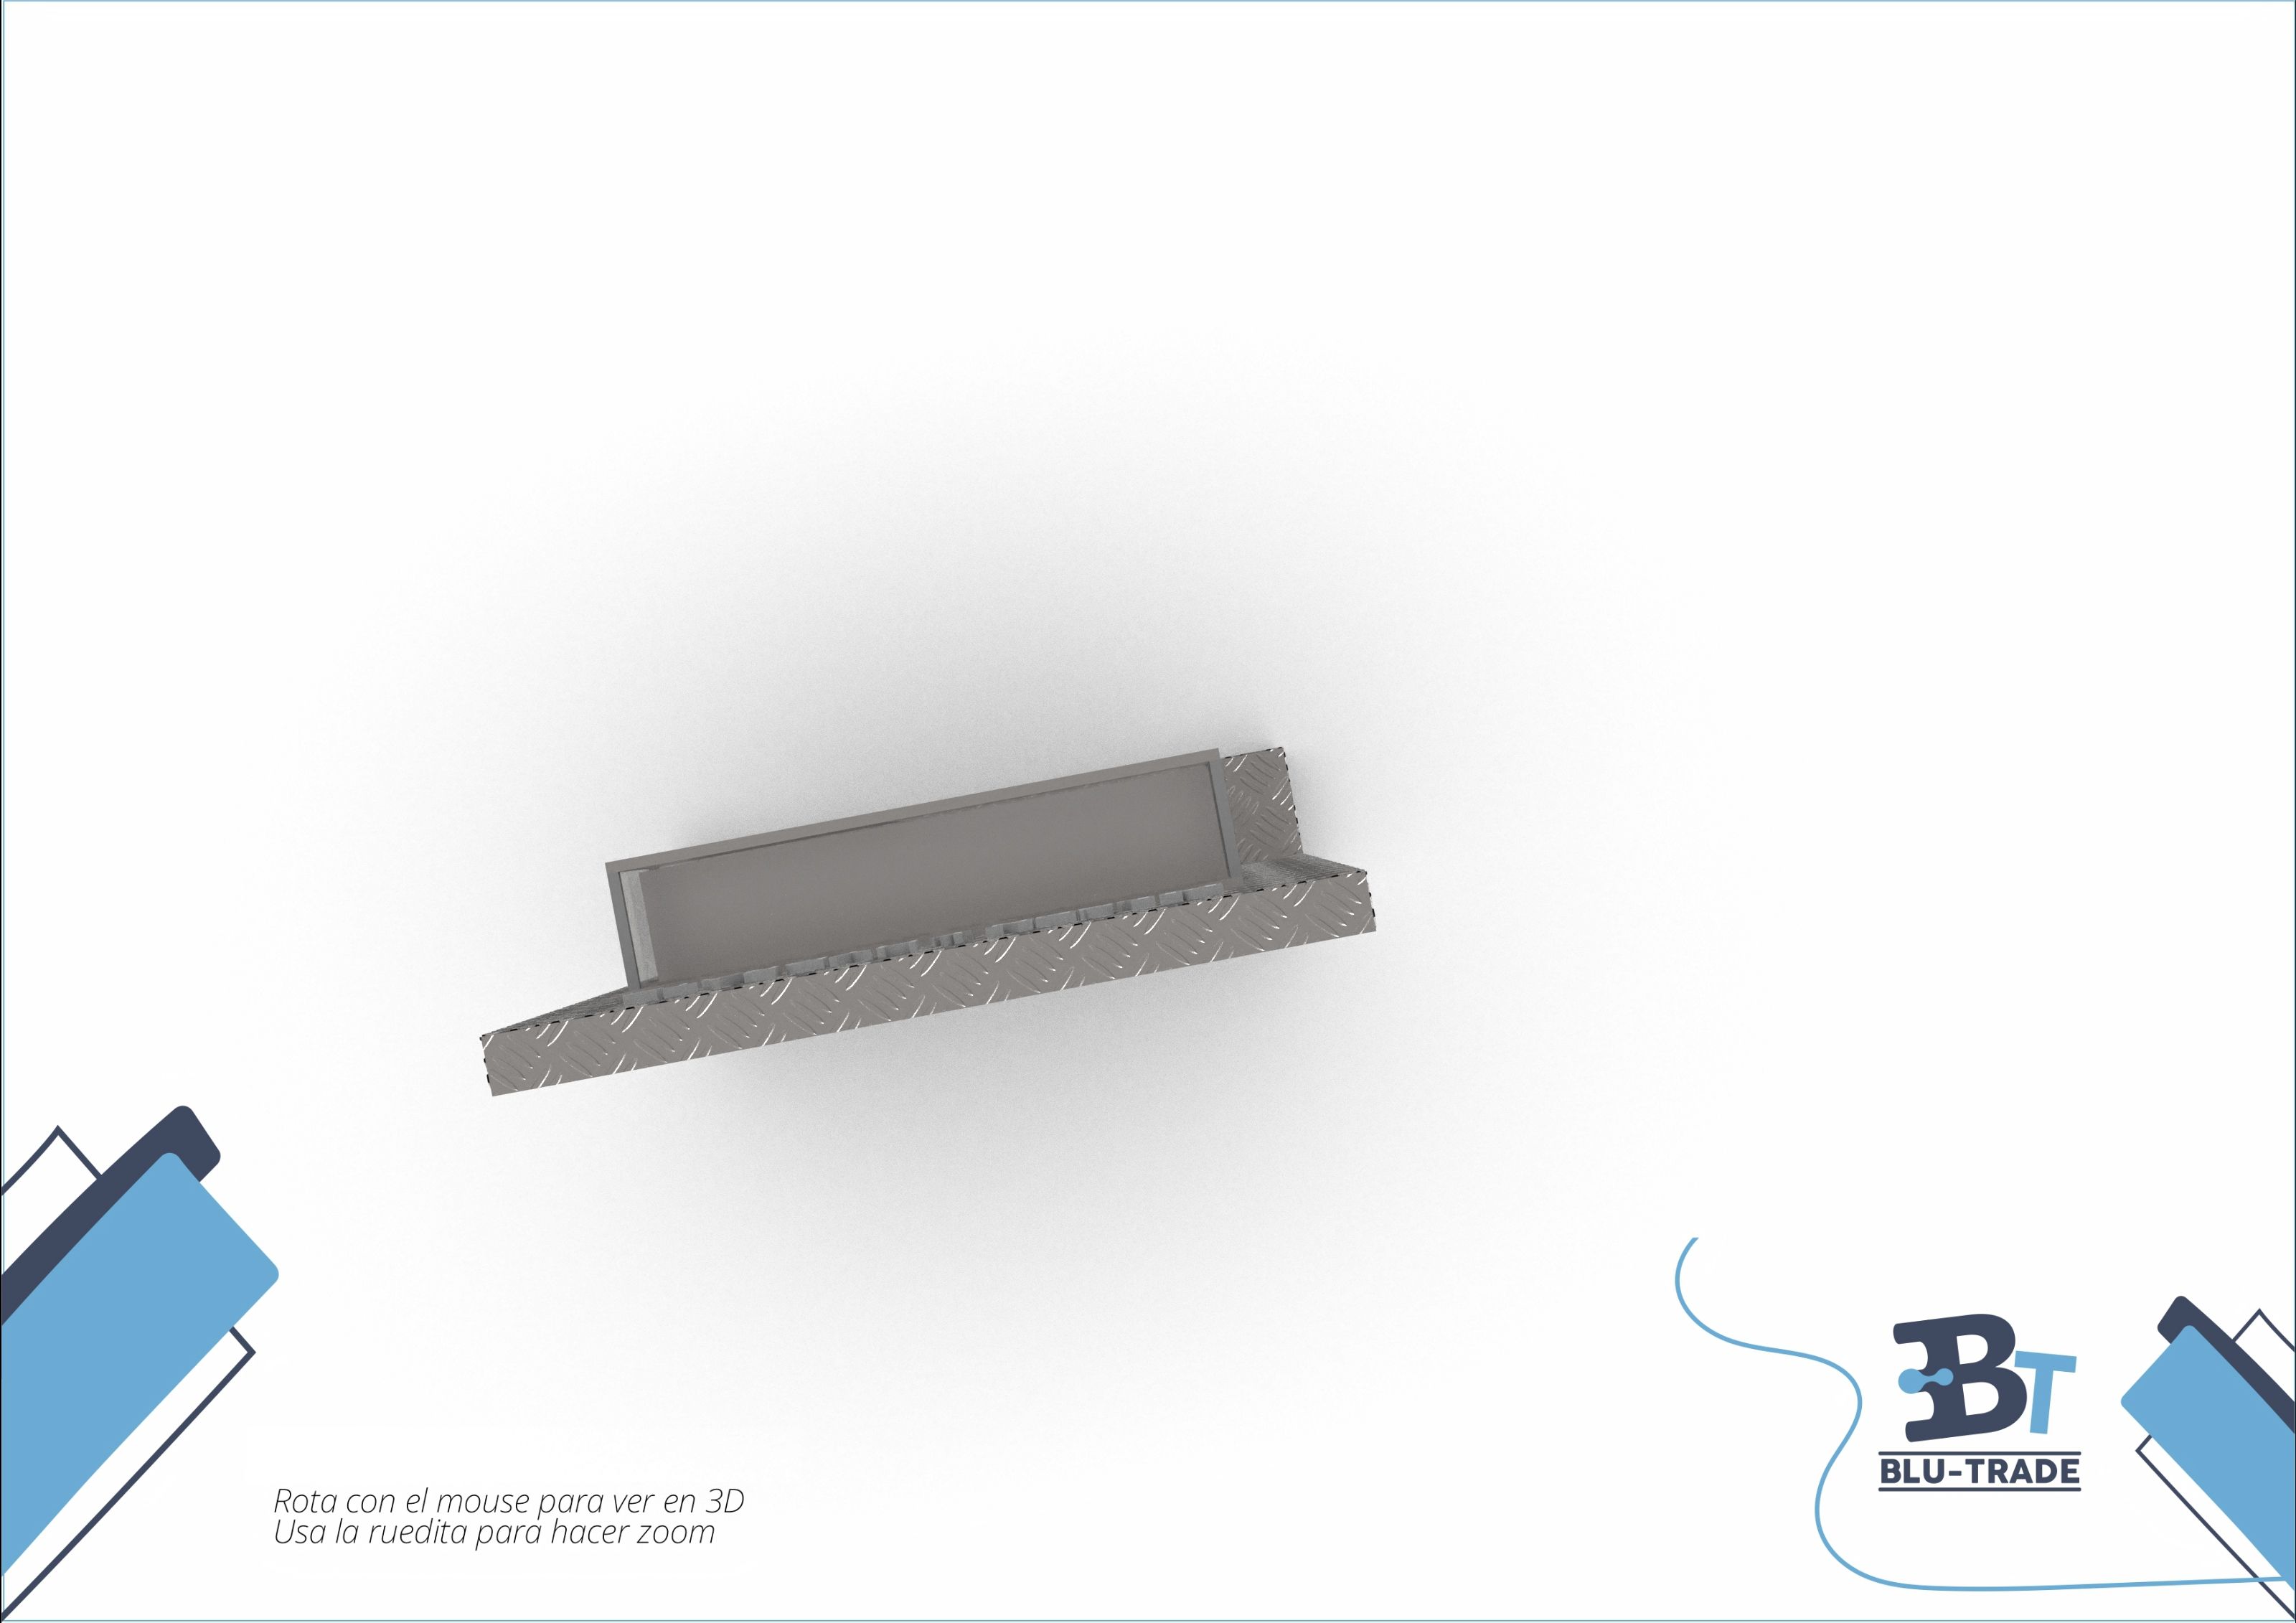 Rota con el mouse para ver en 3D
Usa la ruedita para hacer zoom
BT
BLU-TRADE